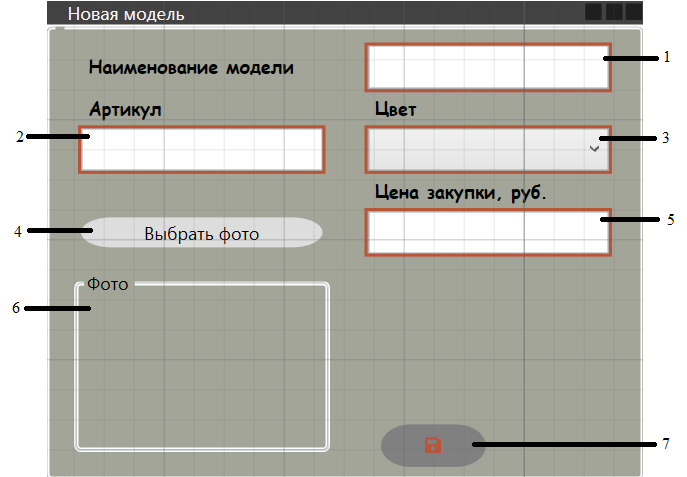 Новая модель
1
Наименование модели
Артикул
Цвет
2
3
Цена закупки, руб.
5
4
Выбрать фото
Фото
6
7